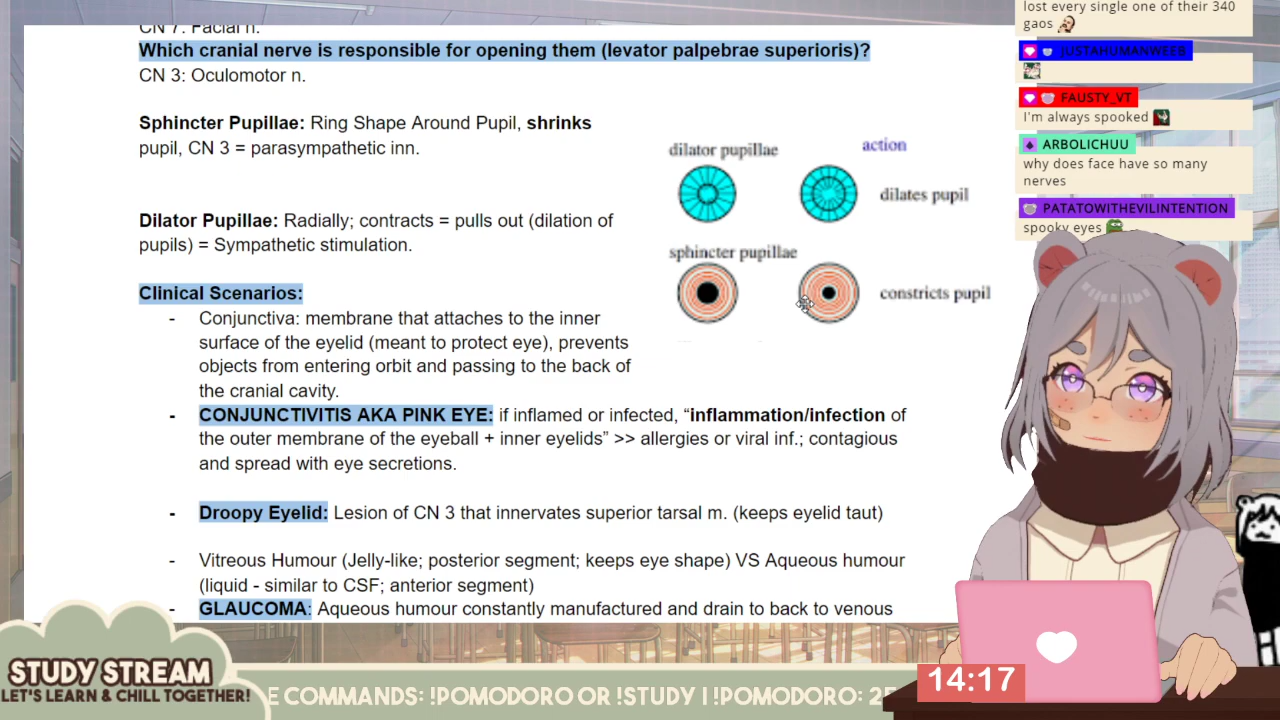 CN 7: Facial n.
Which cranial nerve is responsible for opening them (levator palpebrae superioris)?
CN 3: Oculomotor n.
Sphincter Pupillae: Ring Shape Around Pupil, shrinks
pupil, CN 3 = parasympathetic inn.
Dilator Pupillae: Radially; contracts = pulls out (dilation of
pupils) = Sympathetic stimulation.
dilator pupillae
action
dilates pupil
sphincter pupillae
constricts pupil
Clinical Scenarios:
- Conjunctiva: membrane that attaches to the inner
surface of the eyelid (meant to protect eye), prevents
objects from entering orbit and passing to the back of
the cranial cavity.
- CONJUNCTIVITIS AKA PINK EYE: if inflamed or infected, “inflammation/infection of
the outer membrane of the eyeball + inner eyelids” >> allergies or viral inf.; contagious
and spread with eye secretions.
- Droopy Eyelid: Lesion of CN 3 that innervates superior tarsal m. (keeps eyelid taut)
- Vitreous Humour (Jelly-like; posterior segment; keeps eye shape) VS Aqueous humour
(liquid - similar to CSF; anterior segment)
- GLAUCOMA: Aqueous humour constantly manufactured and drain to back to venous
lost every single one of their 340
gaos
JUSTAHUMANWEEB
FAUSTY_VT
I'm always spooked
ARBOLICHUU
why does face have so many
nerves
PATATOWITHEVILINTENTION
spooky eyes
STUDY STREAM
LET'S LEARN & CHILL TOGETHER!
E COMMANDS: !POMODORO OR !STUDY | !POMODORO: 25
14:17